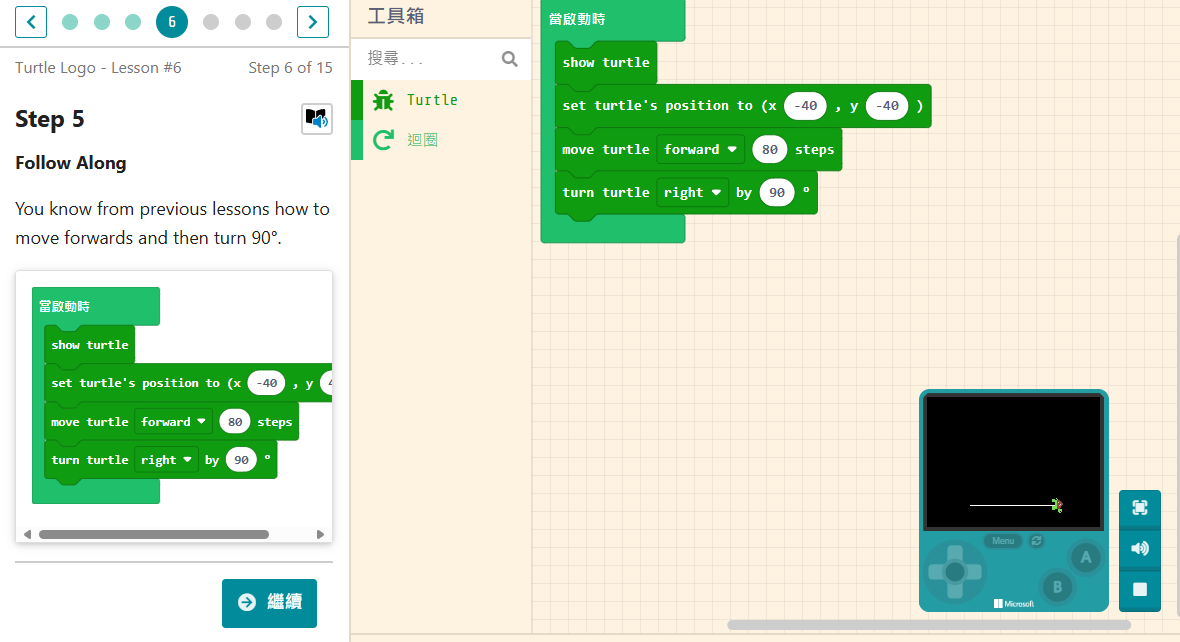 6
Turtle Logo - Lesson #6 Step 6 of 15
Step 5
Follow Along
You know from previous lessons how to
move forwards and then turn 90°.
當啟動時
show turtle
set turtle's position to (x -40 , y
move turtle forward 80 steps
turn turtle right by 90 °
繼續
工具箱
搜尋...
Turtle
迴圈
當啟動時
show turtle
set turtle's position to (x -40 , y -40 )
move turtle forward 80 steps
turn turtle right by 90 °
Menu
A
B
Microsoft